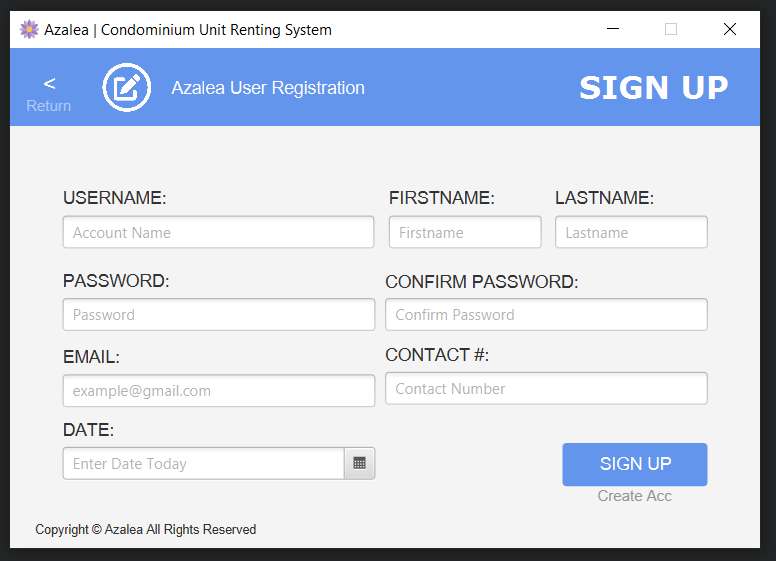 Azalea | Condominium Unit Renting System
<
Return
Azalea User Registration
SIGN UP
USERNAME:
FIRSTNAME:
LASTNAME:
Account Name
Firstname
Lastname
PASSWORD:
CONFIRM PASSWORD:
Password
Confirm Password
EMAIL:
CONTACT #:
example@gmail.com
Contact Number
DATE:
Enter Date Today
SIGN UP
Create Acc
Copyright © Azalea All Rights Reserved